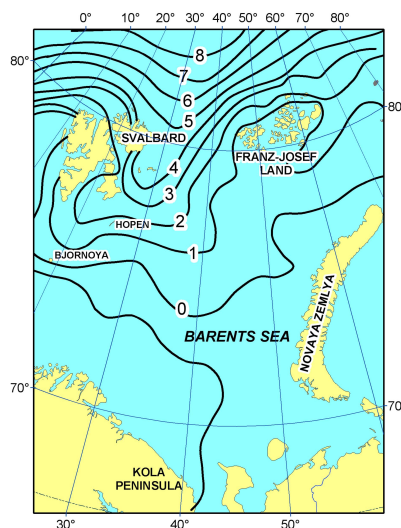 0° 10° 20° 30° 40° 50° 60° 70° 80°
80°
80
8
7
6
5
SVALBARD
FRANZ-JOSEF
LAND
4
3
2
HOPEN
1
BJORNOYA
0
BARENTS SEA
NOVAYA ZEMLYA
70°
70
KOLA
PENINSULA
30° 40° 50°